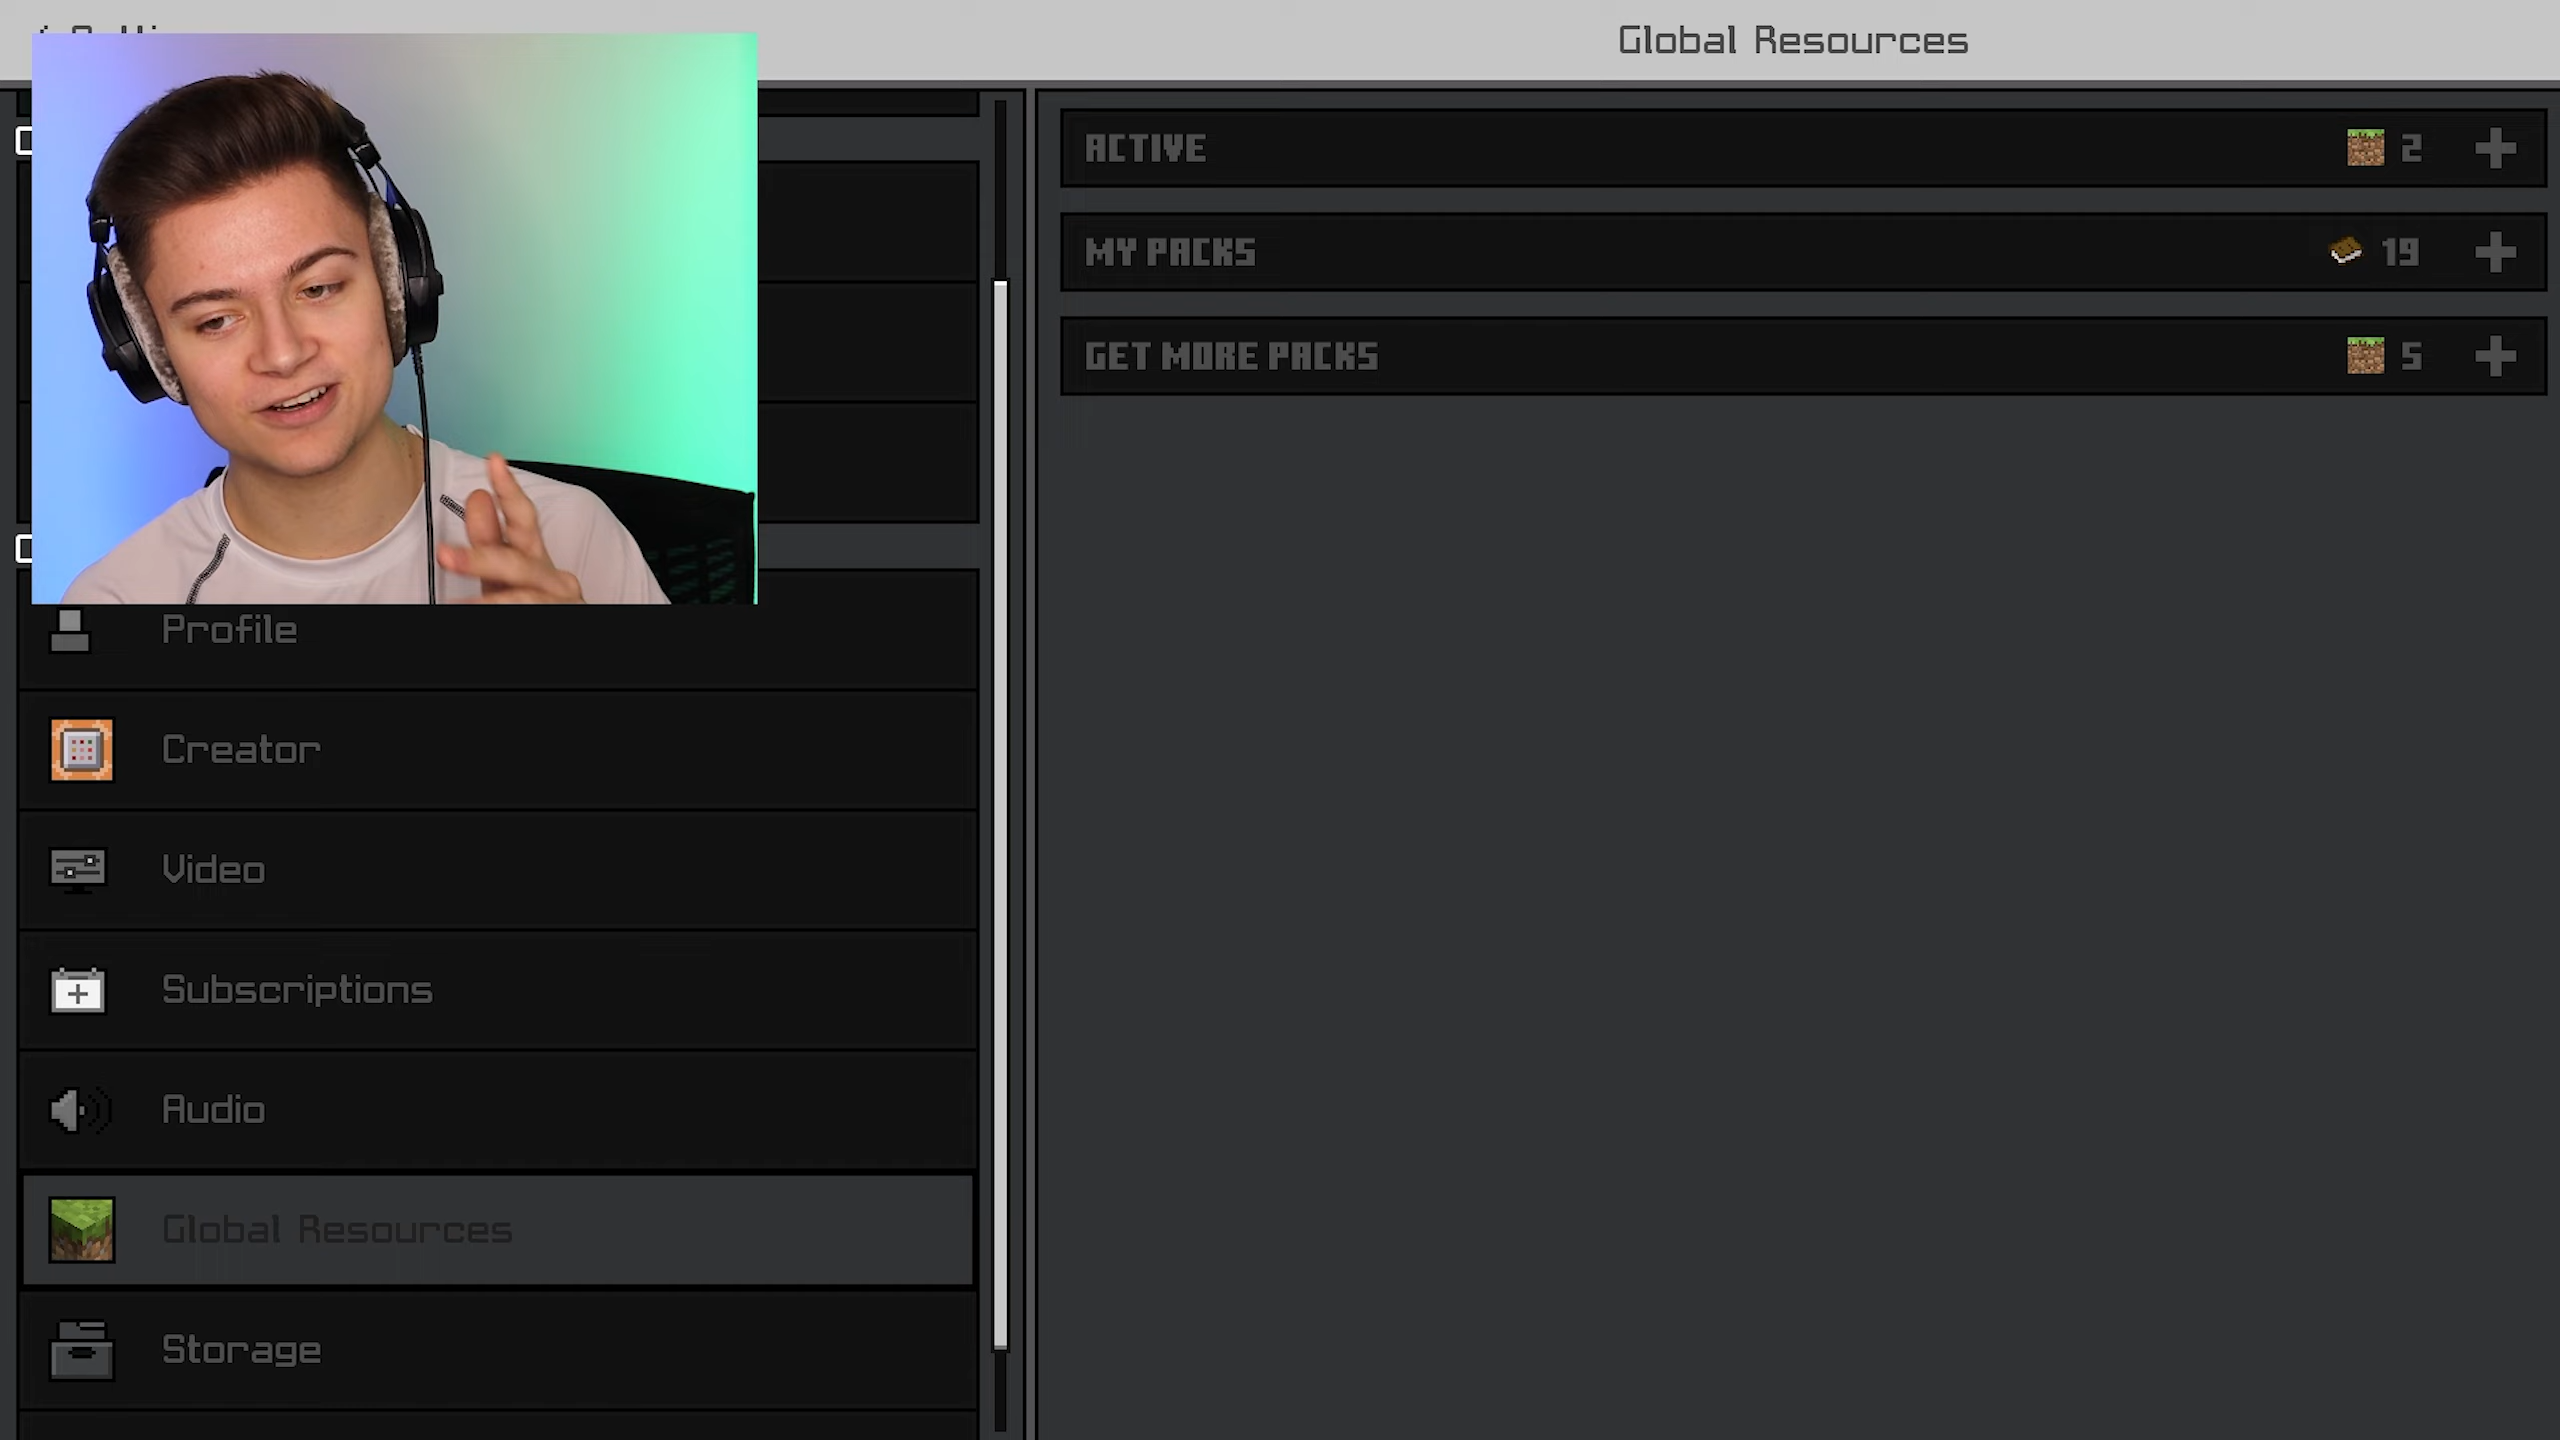 Global Resources
ACTIVE
2
MY PACKS
19
GET MORE PACKS
5
Profile
Creator
Video
Subscriptions
Audio
Global Resources
Storage